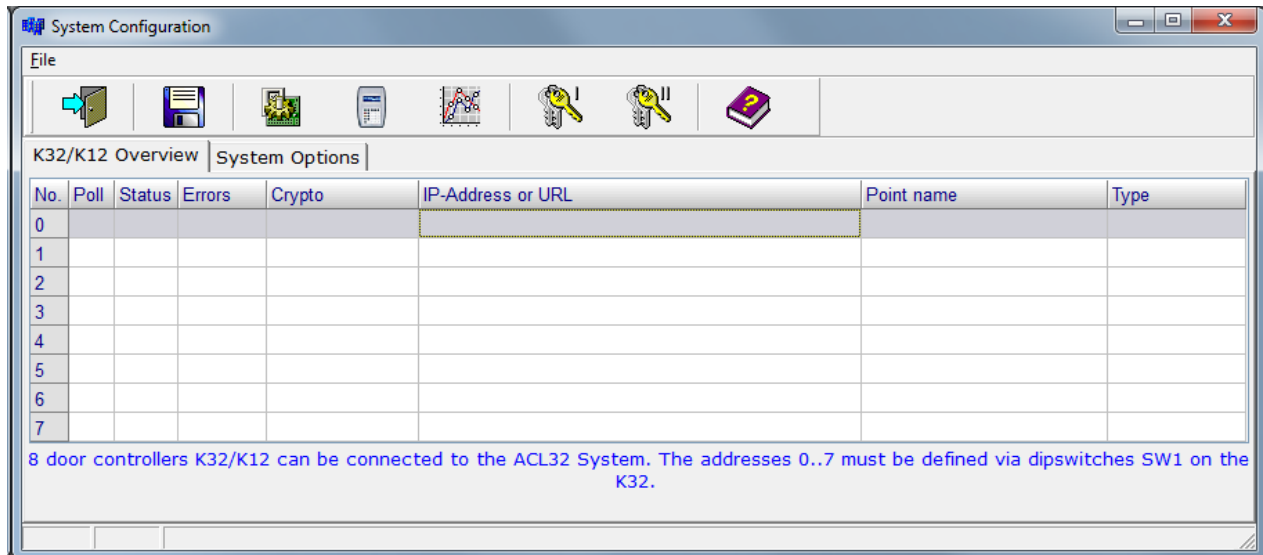 System Configuration
File
I II
K32/K12 Overview System Options
No. Poll Status Errors Crypto IP-Address or URL Point name Type
0
1
2
3
4
5
6
7
8 door controllers K32/K12 can be connected to the ACL32 System. The addresses 0..7 must be defined via dipswitches SW1 on the
K32.